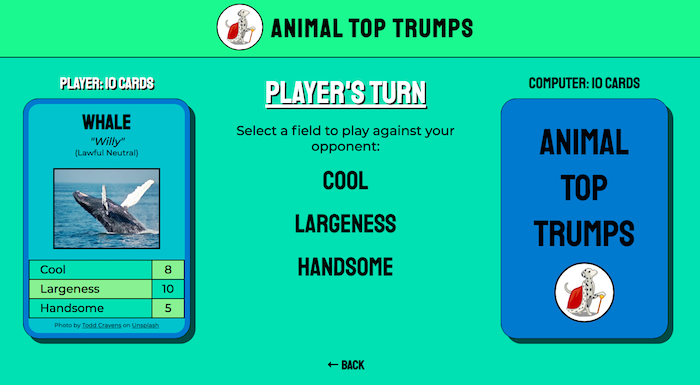 ANIMAL TOP TRUMPS
PLAYER: 10 CARDS
WHALE
"Willy"
(Lawful Neutral)
Cool 8
Largeness 10
Handsome 5
Photo by Todd Cravens on Unsplash
PLAYER'S TURN
Select a field to play against your
opponent:
COOL
LARGENESS
HANDSOME
← BACK
COMPUTER: 10 CARDS
ANIMAL
TOP
TRUMPS